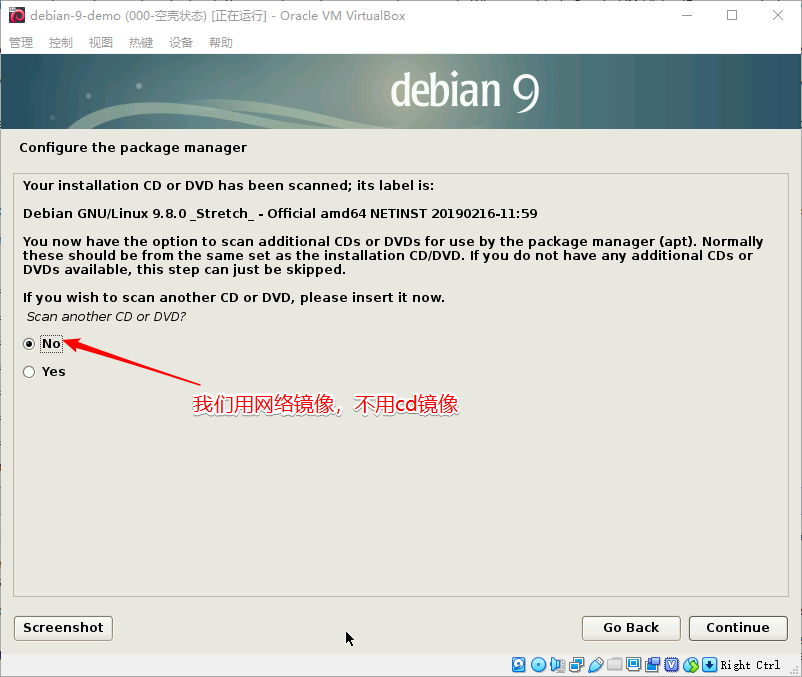 debian-9-demo (000-空壳状态) [正在运行] - Oracle VM VirtualBox
管理 控制 视图 热键 设备 帮助
debian 9
Configure the package manager
Your installation CD or DVD has been scanned; its label is:
Debian GNU/Linux 9.8.0 _Stretch_ - Official amd64 NETINST 20190216-11:59
You now have the option to scan additional CDs or DVDs for use by the package manager (apt). Normally
these should be from the same set as the installation CD/DVD. If you do not have any additional CDs or
DVDs available, this step can just be skipped.
If you wish to scan another CD or DVD, please insert it now.
Scan another CD or DVD?
No
Yes
我们用网络镜像，不用cd镜像
Screenshot Go Back Continue
Right Ctrl